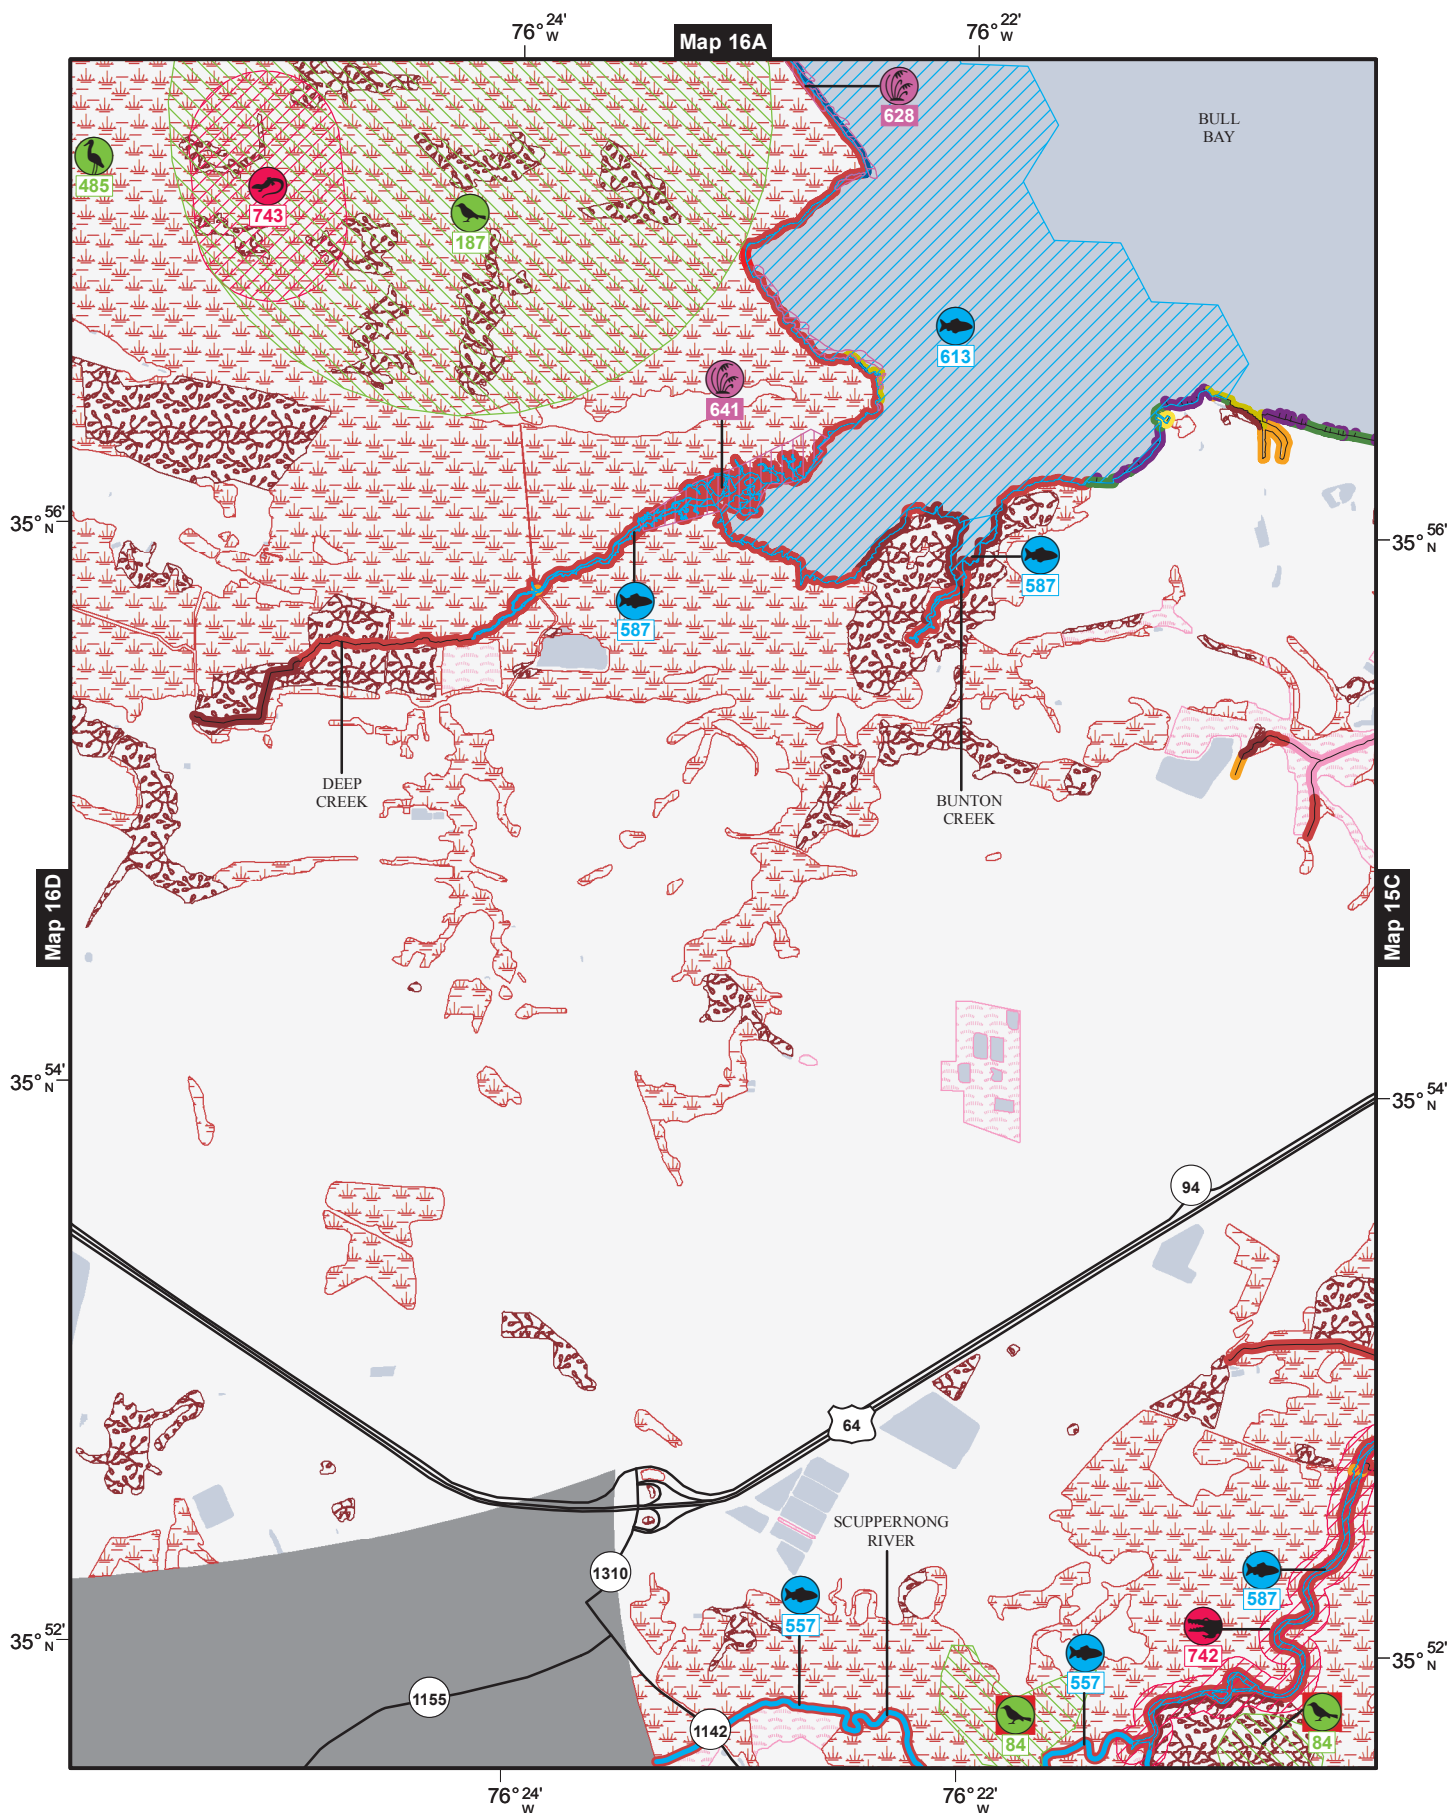 76° 24' W
Map 16A
76° 22' W
628
BULL
BAY
485
743
187
613
641
35° 56' N
35° 56' N
587
587
DEEP
CREEK
BUNTON
CREEK
Map 16D
Map 15C
35° 54' N
35° 54' N
94
64
SCUPPERNONG
RIVER
1310
587
557
742
35° 52' N
35° 52' N
557
1155
1142
84
84
76° 24' W
76° 22' W